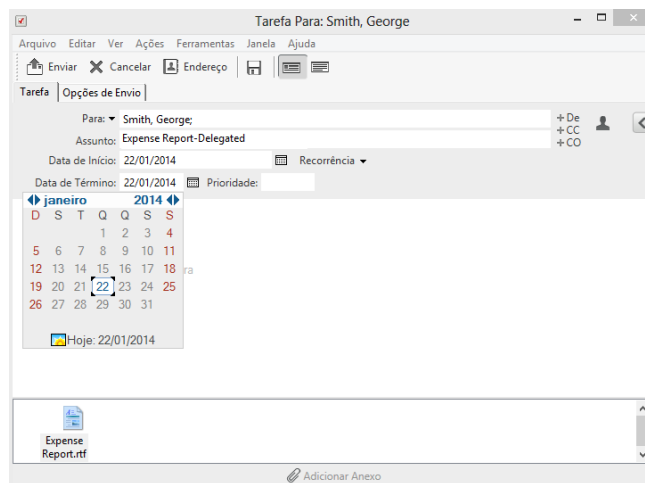 Tarefa Para: Smith, George
Arquivo Editar Ver Ações Ferramentas Janela Ajuda
Enviar Cancelar Endereço
Tarefa Opções de Envio
Para: Smith, George; De
CC
Assunto: Expense Report-Delegated CO
Data de Início: 22/01/2014 Recorrência
Data de Término: 22/01/2014 Prioridade:
janeiro 2014
D S T Q Q S S
1 2 3 4
5 6 7 8 9 10 11
12 13 14 15 16 17 18 ra
19 20 21 22 23 24 25
26 27 28 29 30 31
Hoje: 22/01/2014
Expense
Report.rtf
Adicionar Anexo